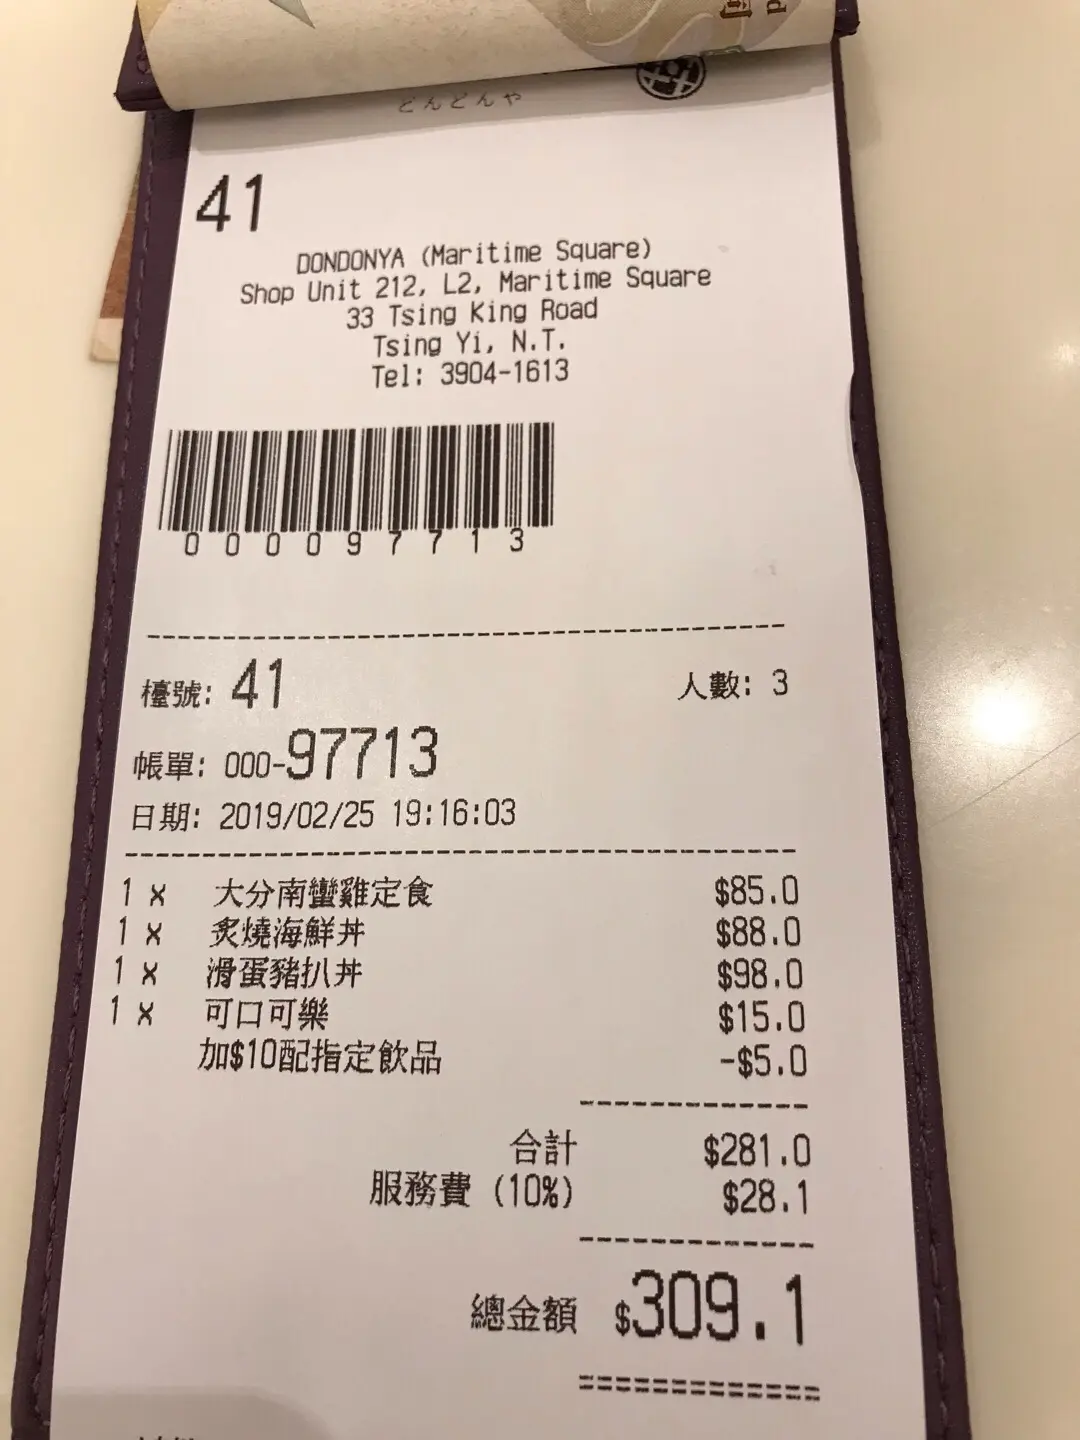 どんどんや
41
DONDONYA (Maritime Square)
Shop Unit 212, L2, Maritime Square
33 Tsing King Road
Tsing Yi, N.T.
Tel: 3904-1613
000097713
檯號: 41 人數: 3
帳單: 000-97713
日期: 2019/02/25 19:16:03
1 x 大分南蠻雞定食 $85.0
1 x 炙燒海鮮丼 $88.0
1 x 滑蛋豬扒丼 $98.0
1 x 可口可樂 $15.0
加$10配指定飲品 -$5.0
合計 $281.0
服務費 (10%) $28.1
總金額 $309.1